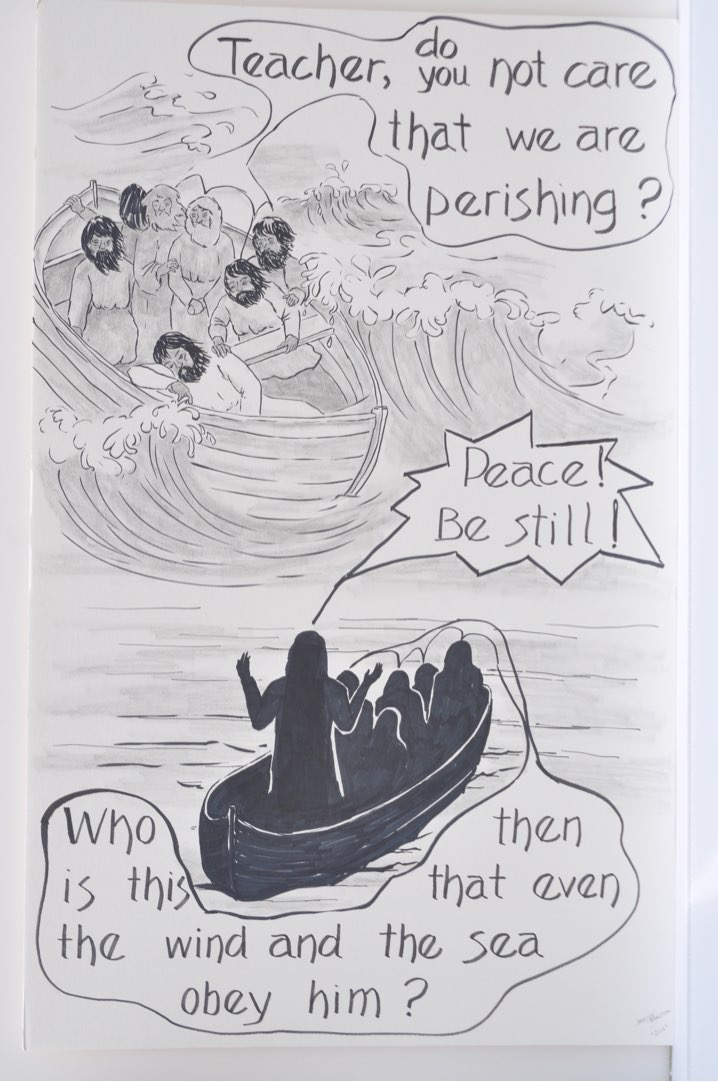 Teacher, do you not care
that we are
perishing?
Peace!
Be still!
Who then
is this that even
the wind and the sea
obey him?